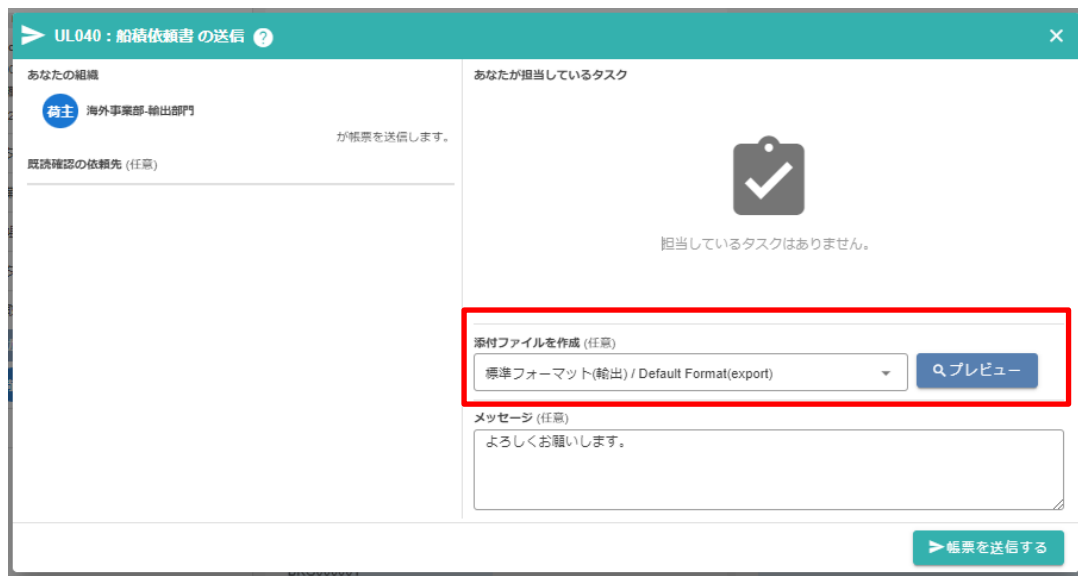 UL040：船積依頼書 の送信 ?
あなたの組織
荷主 海外事業部-輸出部門
が帳票を送信します。
既読確認の依頼先 (任意)
あなたが担当しているタスク
担当しているタスクはありません。
添付ファイルを作成 (任意)
標準フォーマット(輸出) / Default Format(export)
プレビュー
メッセージ (任意)
よろしくお願いします。
帳票を送信する